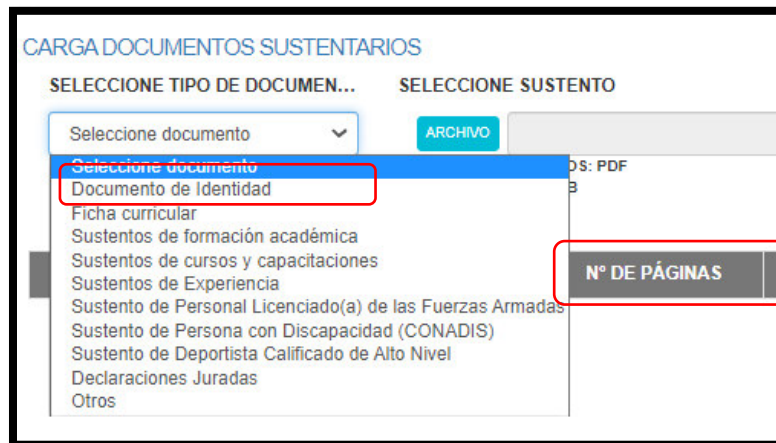 CARGA DOCUMENTOS SUSTENTARIOS
SELECCIONE TIPO DE DOCUMEN... SELECCIONE SUSTENTO
Seleccione documento ARCHIVO
Seleccione documento OS: PDF
Documento de Identidad B
Ficha curricular
Sustentos de formación académica
Sustentos de cursos y capacitaciones
Sustentos de Experiencia Nº DE PÁGINAS
Sustento de Personal Licenciado(a) de las Fuerzas Armadas
Sustento de Persona con Discapacidad (CONADIS)
Sustento de Deportista Calificado de Alto Nivel
Declaraciones Juradas
Otros